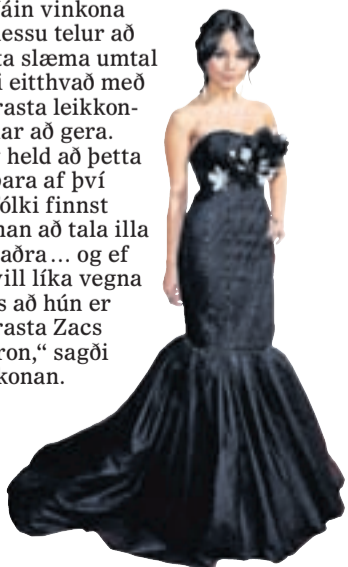 áin vinkona
essu telur að
ta slæma umtal
i eitthvað með
rasta leikkon-
ar að gera.
held að þetta
bara af því
ólki finnst
nan að tala illa
aðra... og ef
vill líka vegna
s að hún er
rasta Zacs
ron,“ sagði
konan.